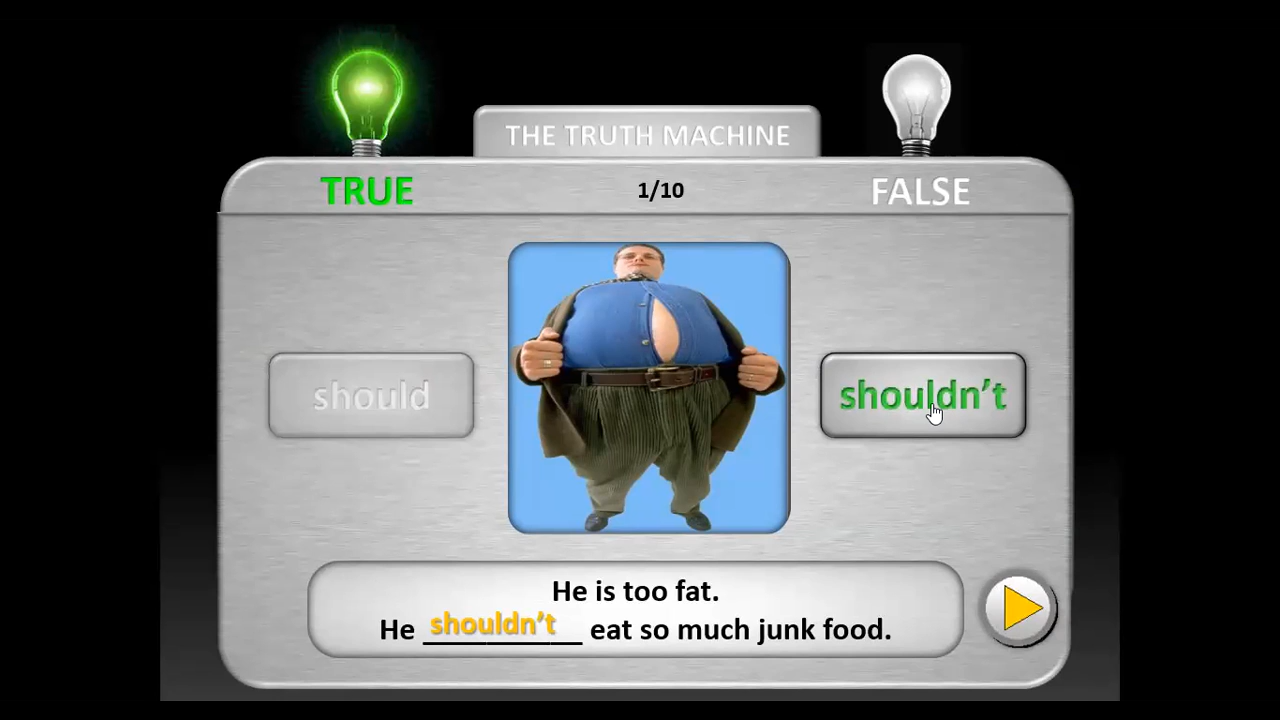 THE TRUTH MACHINE
TRUE
1/10
FALSE
should
shouldn’t
He is too fat.
He shouldn’t eat so much junk food.